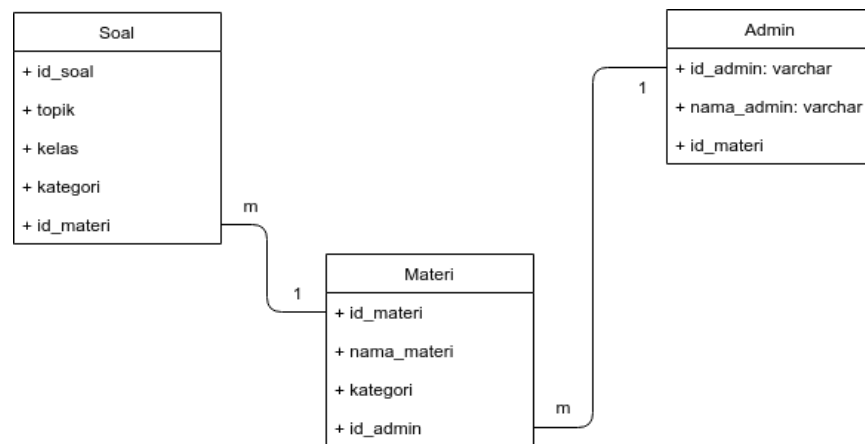 Soal
+ id_soal
+ topik
+ kelas
+ kategori
+ id_materi
m
1
Materi
+ id_materi
+ nama_materi
+ kategori
+ id_admin
m
1
Admin
+ id_admin: varchar
+ nama_admin: varchar
+ id_materi